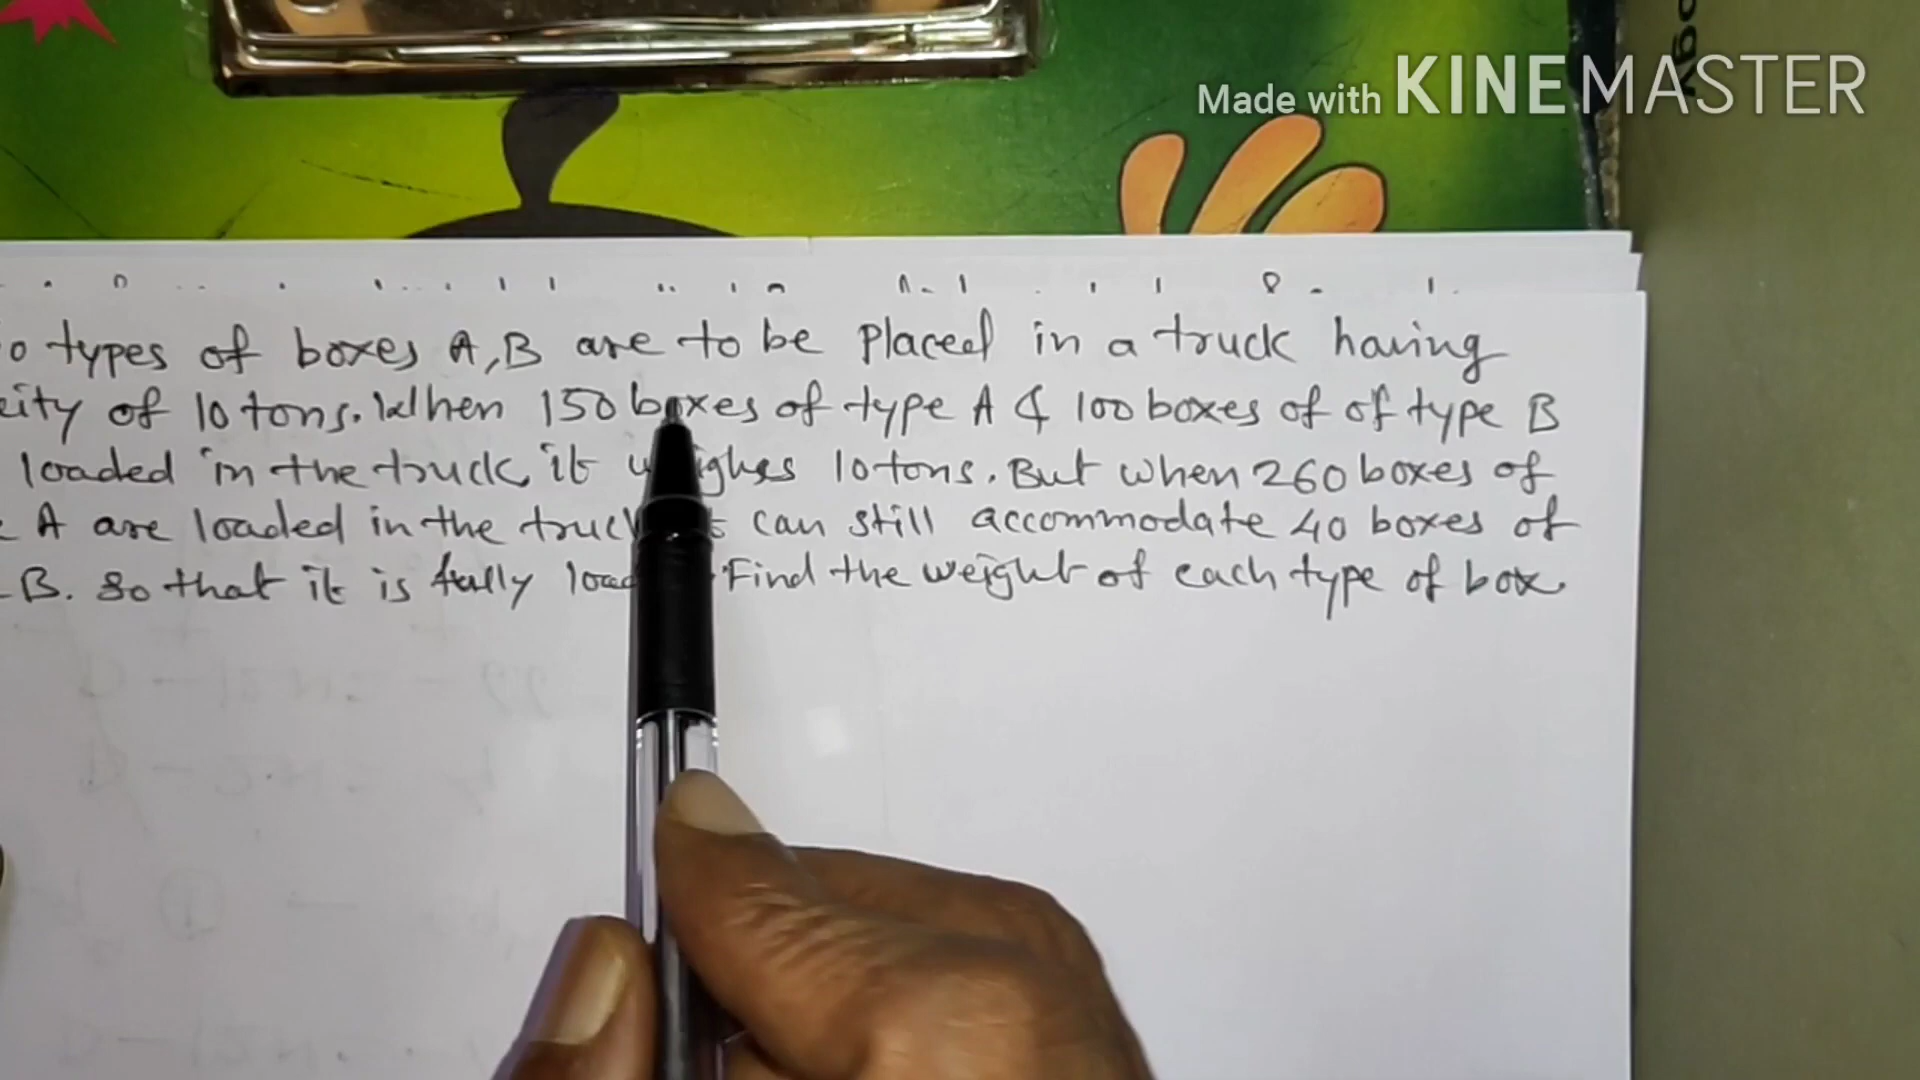 Made with KINEMASTER
types of boxes A, B are to be placed in a truck having
of 10 tons. When 150 boxes of type A & 100 boxes of of type B
loaded in the truck it weighs 10 tons. But when 260 boxes of
A are loaded in the truck can still accommodate 40 boxes of
B. so that it is fully Find the weight of each type of box.